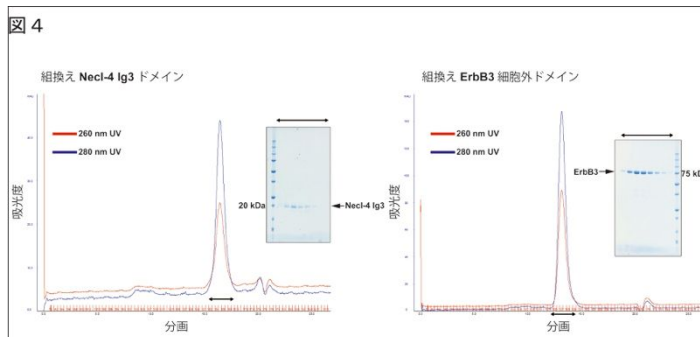 図 4
組換え Necl-4 Ig3 ドメイン
260 nm UV
280 nm UV
20 kDa
Necl-4 Ig3
吸光度
分画
組換え ErbB3 細胞外ドメイン
260 nm UV
280 nm UV
ErbB3
75 kD
吸光度
分画